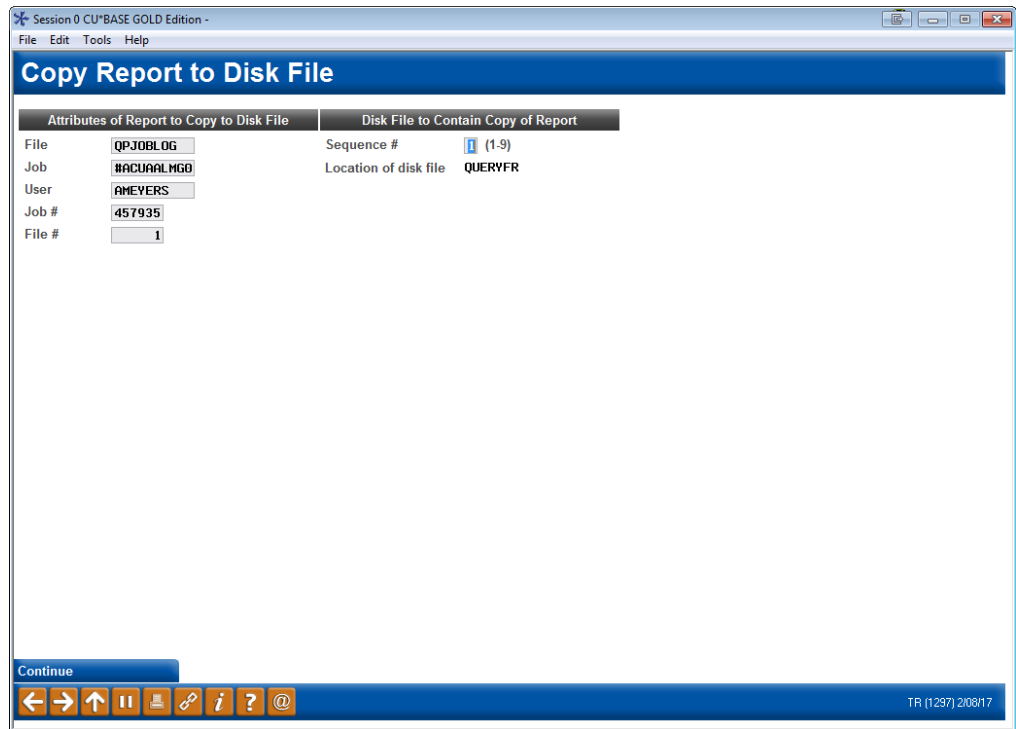 Session 0 CU*BASE GOLD Edition -
File Edit Tools Help
Copy Report to Disk File
Attributes of Report to Copy to Disk File Disk File to Contain Copy of Report
File QPJOBLOG Sequence # 1 (1-9)
Job #ACUAALMG0 Location of disk file QUERYFR
User AMEYERS
Job # 457935
File # 1
Continue
i ? @ TR (1297) 2/08/17